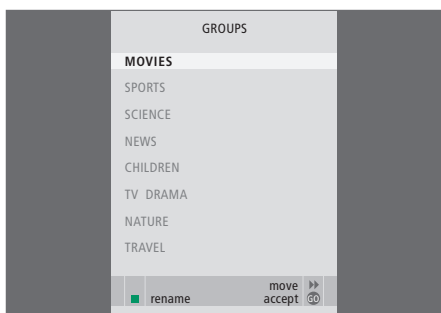 GROUPS
MOVIES
SPORTS
SCIENCE
NEWS
CHILDREN
TV DRAMA
NATURE
TRAVEL
move
rename accept GO